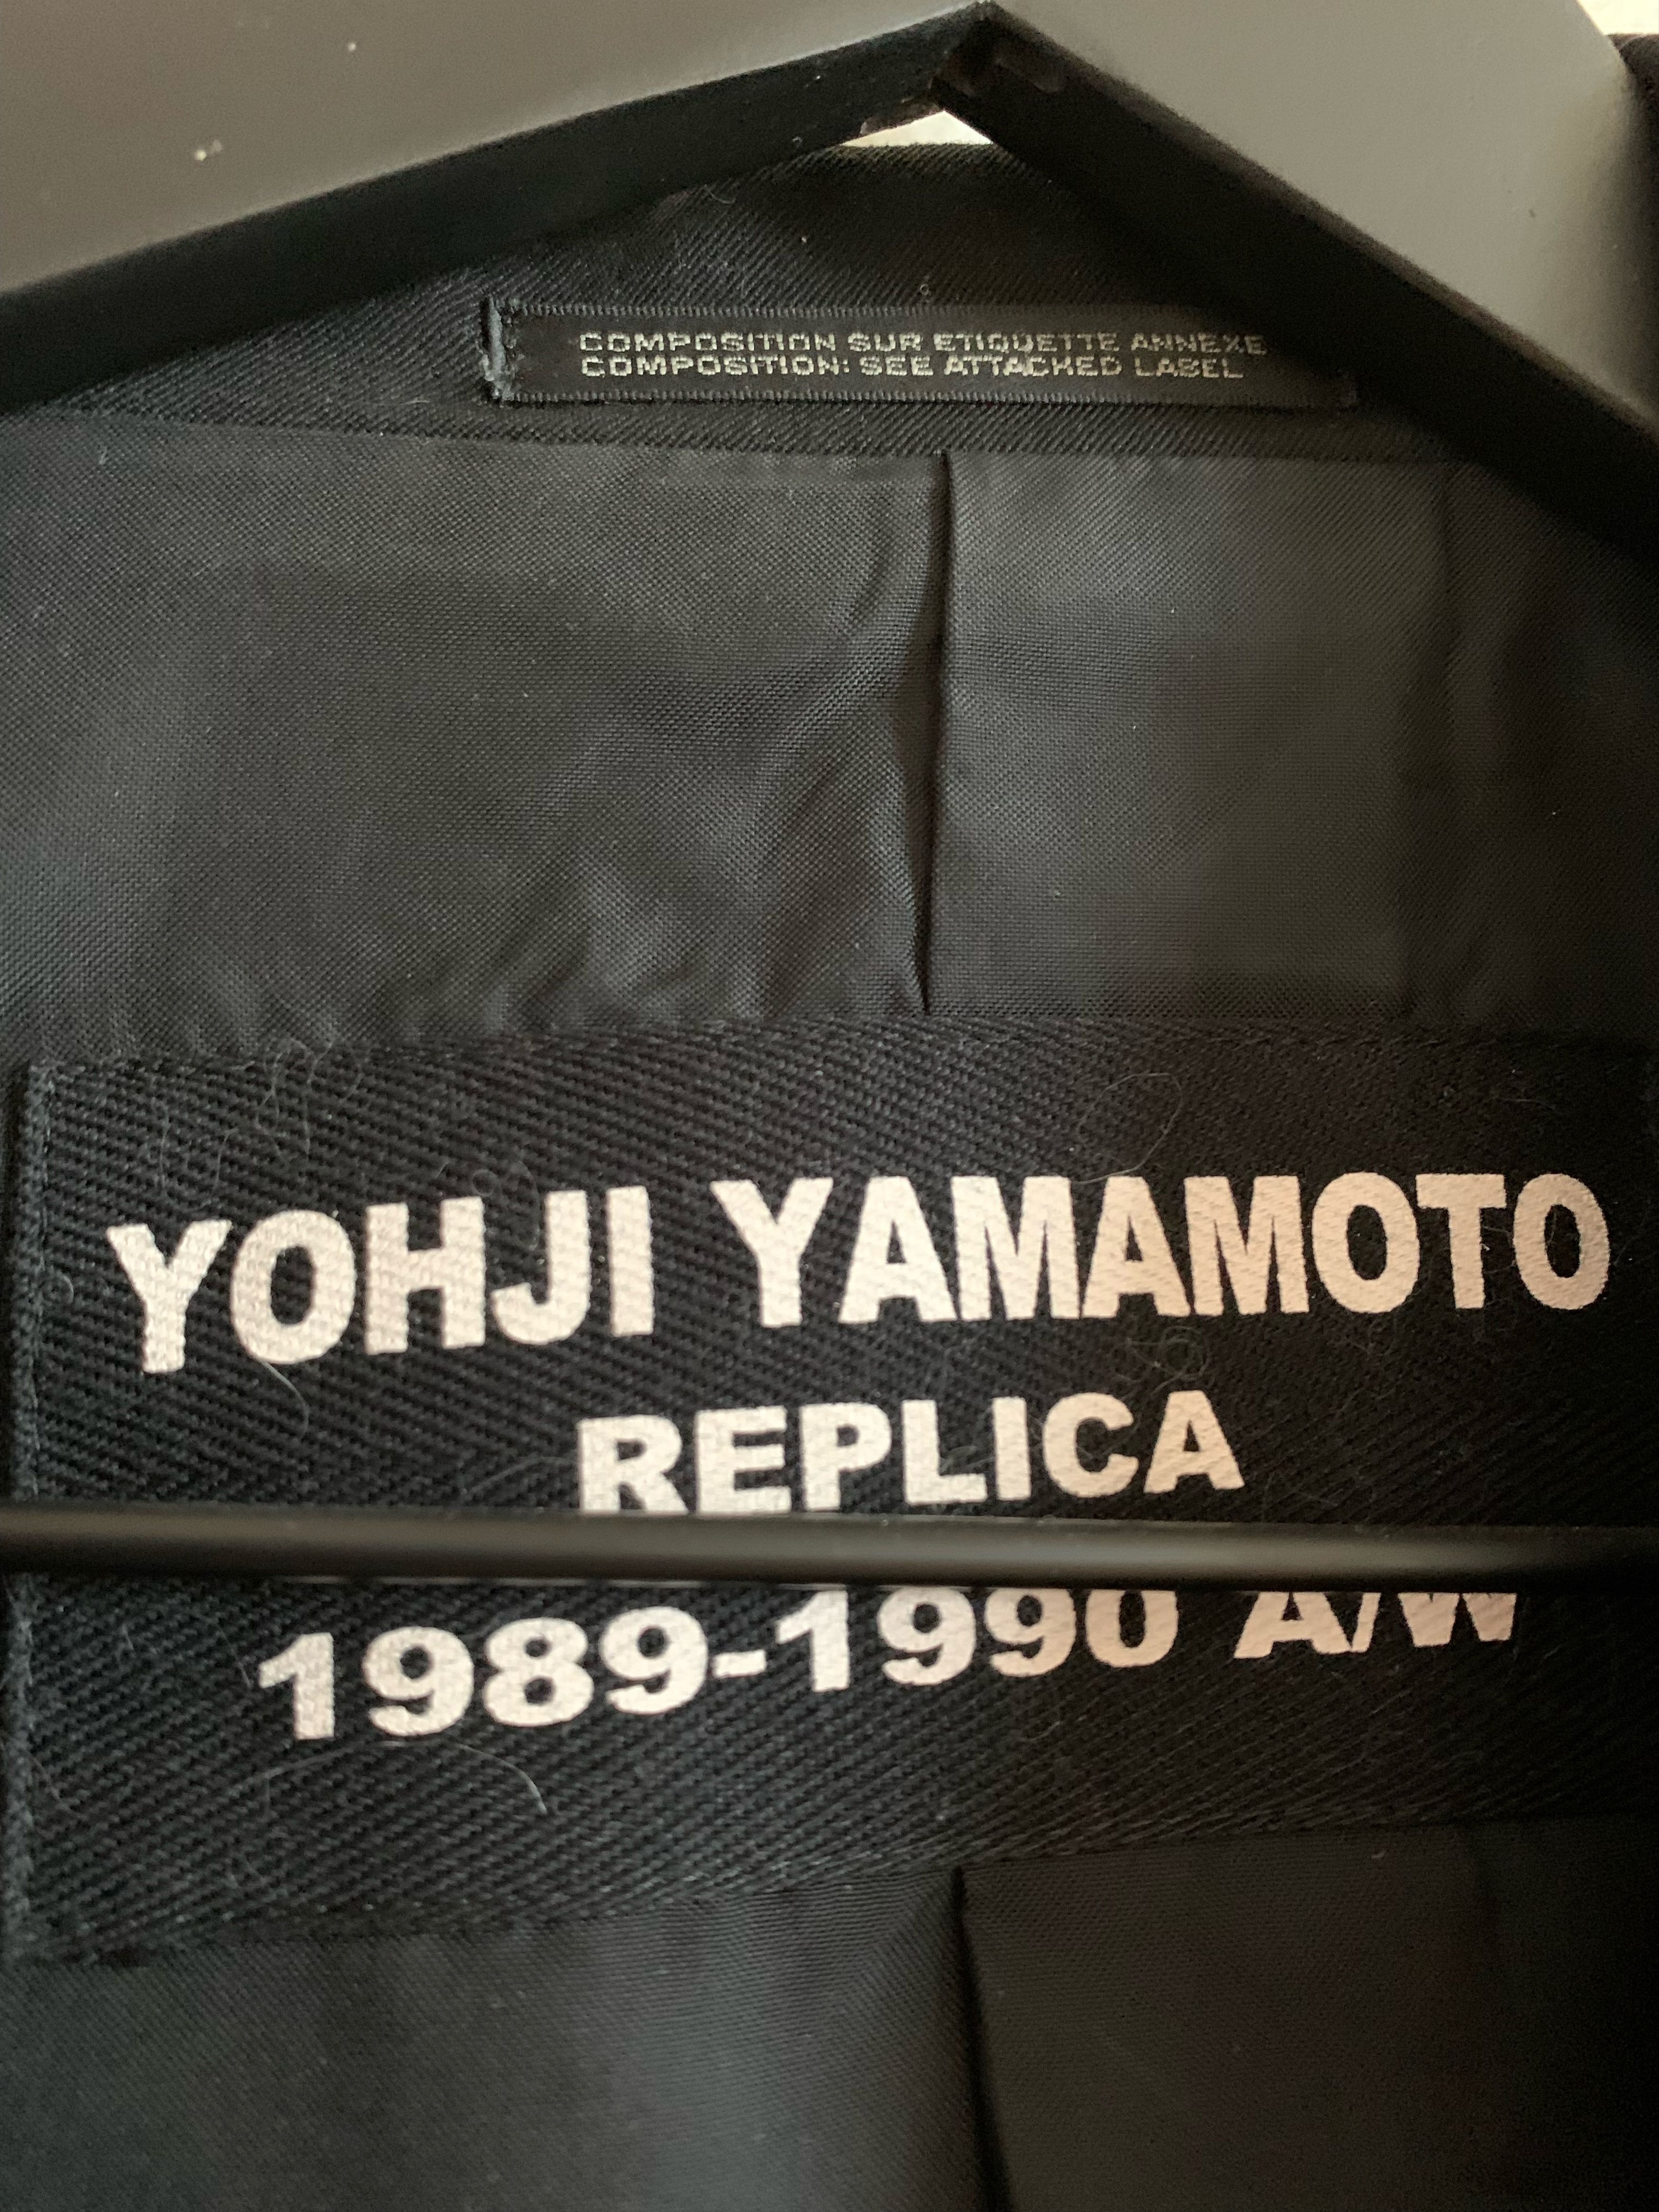 COMPOSITION SUR ETIQUETTE ANNEXE
COMPOSITION: SEE ATTACHED LABEL
YOHJI YAMAMOTO
REPLICA
1989-1990 A/W